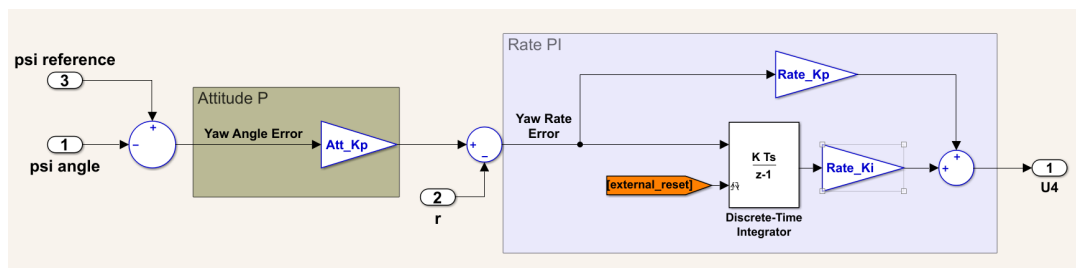 Rate PI
psi reference
3
Attitude P
Rate_Kp
+
Yaw Angle Error
Yaw Rate
Error
1
−
Att_Kp
+
−
psi angle
K Ts
z-1
Rate_Ki
+
+
1
U4
2
r
[external_reset]
Discrete-Time
Integrator